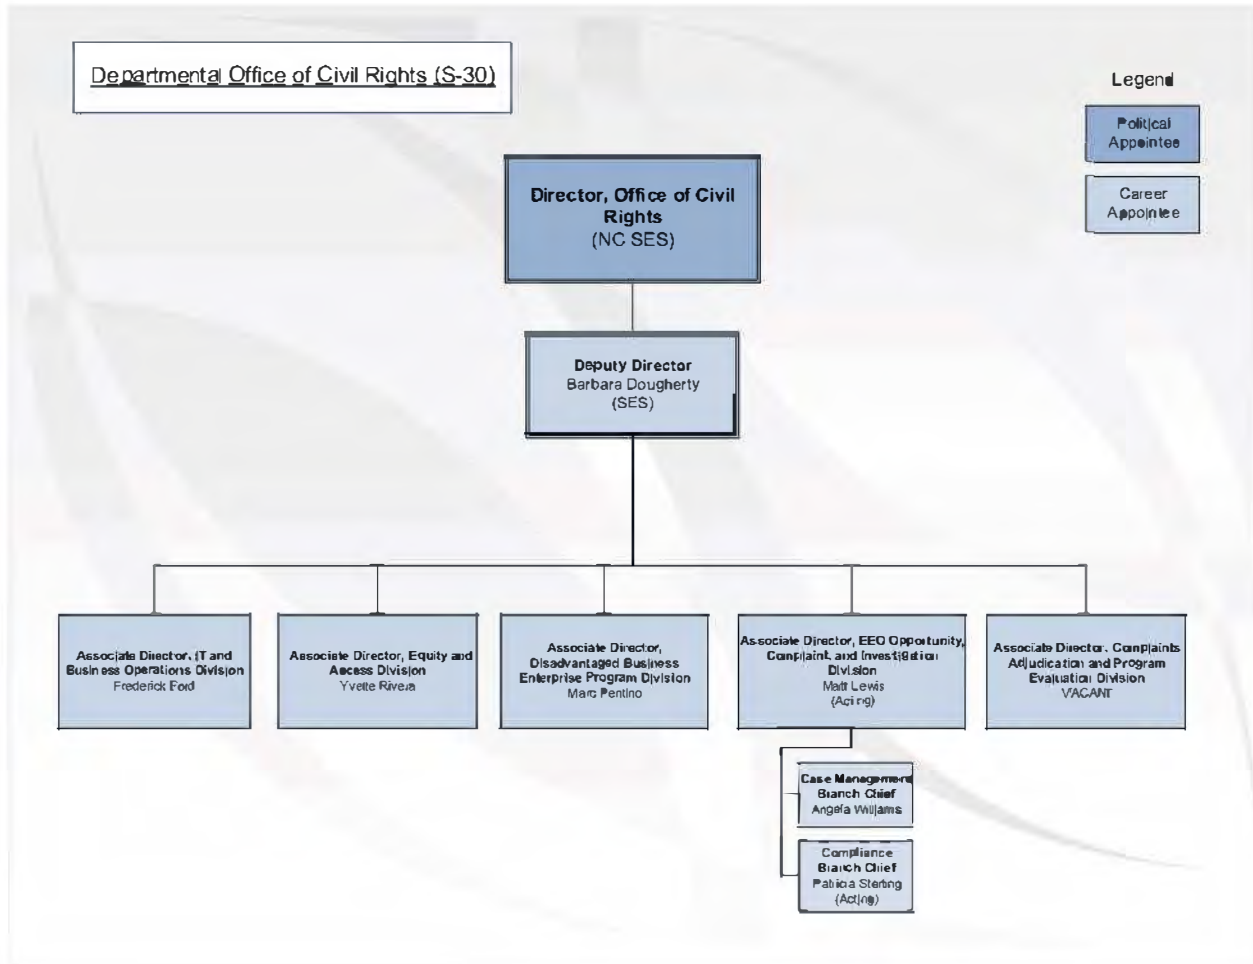 Departmental Office of Civil Rights (S-30)
Legend
Political
Appointee
Career
Appointee
Director, Office of Civil
Rights
(NC SES)
Deputy Director
Barbara Dougherty
(SES)
Associate Director, IT and
Business Operations Division
Frederick Ford
Associate Director, Equity and
Access Division
Yvette Rivera
Associate Director,
Disadvantaged Business
Enterprise Program Division
Marc Pentino
Associate Director, EEO Opportunity,
Complaint, and Investigation
Division
Matt Lewis
(Acting)
Associate Director, Complaints
Adjudication and Program
Evaluation Division
VACANT
Case Management
Branch Chief
Angela Williams
Compliance
Branch Chief
Patricia Sterling
(Acting)